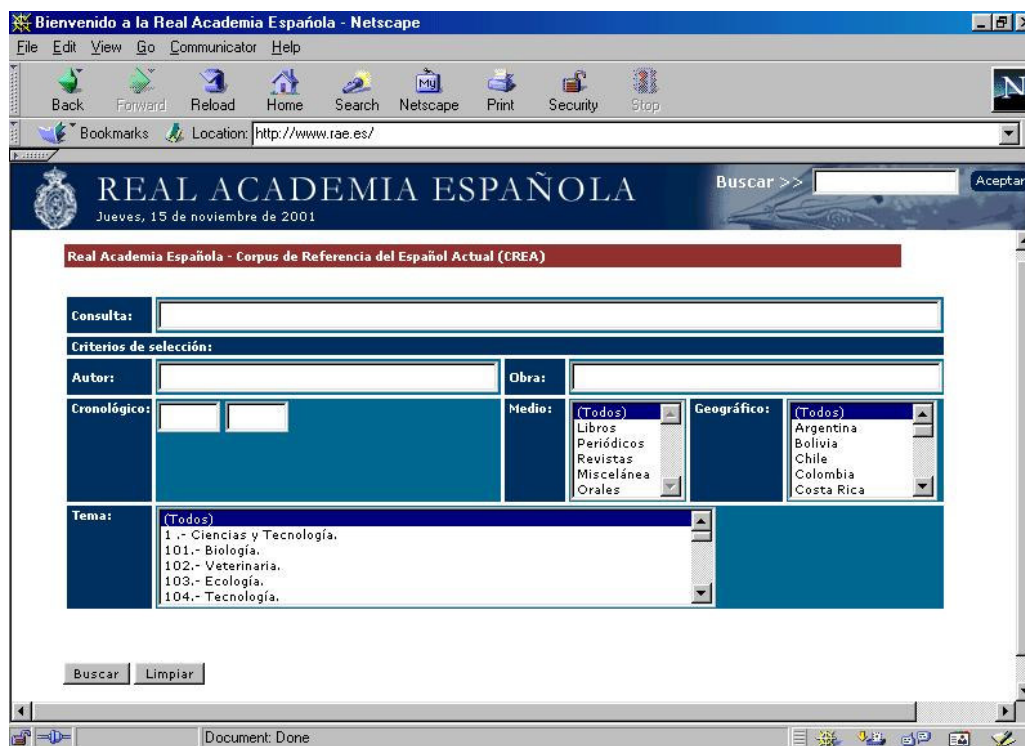 Bienvenido a la Real Academia Española - Netscape
File Edit View Go Communicator Help
My
Back Forward Reload Home Search Netscape Print Security Stop
N
Bookmarks Location: http://www.rae.es/
REAL ACADEMIA ESPAÑOLA
Buscar >> Aceptar
Jueves, 15 de noviembre de 2001
Real Academia Española - Corpus de Referencia del Español Actual (CREA)
Consulta:
Criterios de selección:
Autor: Obra:
Cronológico: Medio: (Todos) Geográfico: (Todos)
Libros Argentina
Periódicos Bolivia
Revistas Chile
Miscelánea Colombia
Orales Costa Rica
Tema: (Todos)
1 .- Ciencias y Tecnología.
101.- Biología.
102.- Veterinaria.
103.- Ecología.
104.- Tecnología.
Buscar Limpiar
Document: Done